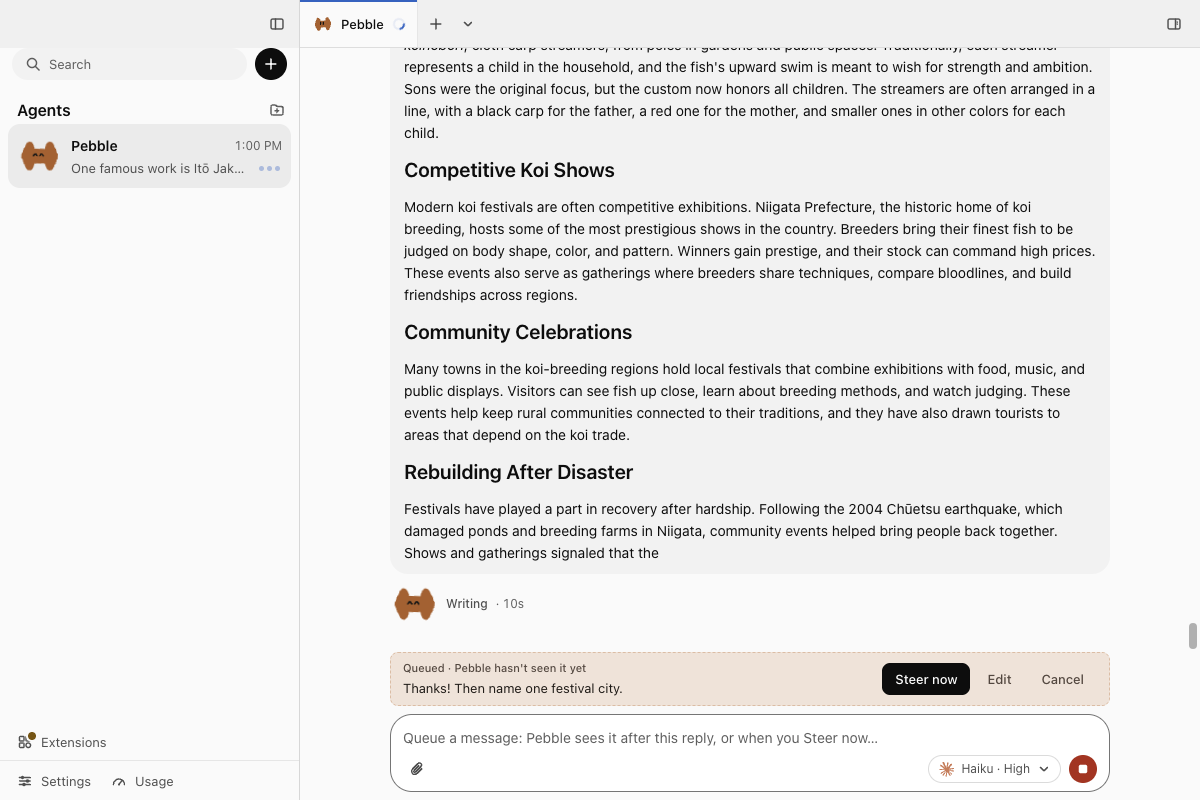 Pebble
Search
Agents
Pebble
1:00 PM
One famous work is Itō Jak...
represents a child in the household, and the fish's upward swim is meant to wish for strength and ambition.
Sons were the original focus, but the custom now honors all children. The streamers are often arranged in a
line, with a black carp for the father, a red one for the mother, and smaller ones in other colors for each
child.
Competitive Koi Shows
Modern koi festivals are often competitive exhibitions. Niigata Prefecture, the historic home of koi
breeding, hosts some of the most prestigious shows in the country. Breeders bring their finest fish to be
judged on body shape, color, and pattern. Winners gain prestige, and their stock can command high prices.
These events also serve as gatherings where breeders share techniques, compare bloodlines, and build
friendships across regions.
Community Celebrations
Many towns in the koi-breeding regions hold local festivals that combine exhibitions with food, music, and
public displays. Visitors can see fish up close, learn about breeding methods, and watch judging. These
events help keep rural communities connected to their traditions, and they have also drawn tourists to
areas that depend on the koi trade.
Rebuilding After Disaster
Festivals have played a part in recovery after hardship. Following the 2004 Chūetsu earthquake, which
damaged ponds and breeding farms in Niigata, community events helped bring people back together.
Shows and gatherings signaled that the
Writing · 10s
Queued · Pebble hasn't seen it yet
Thanks! Then name one festival city.
Steer now
Edit
Cancel
Queue a message: Pebble sees it after this reply, or when you Steer now...
Haiku · High
Extensions
Settings
Usage